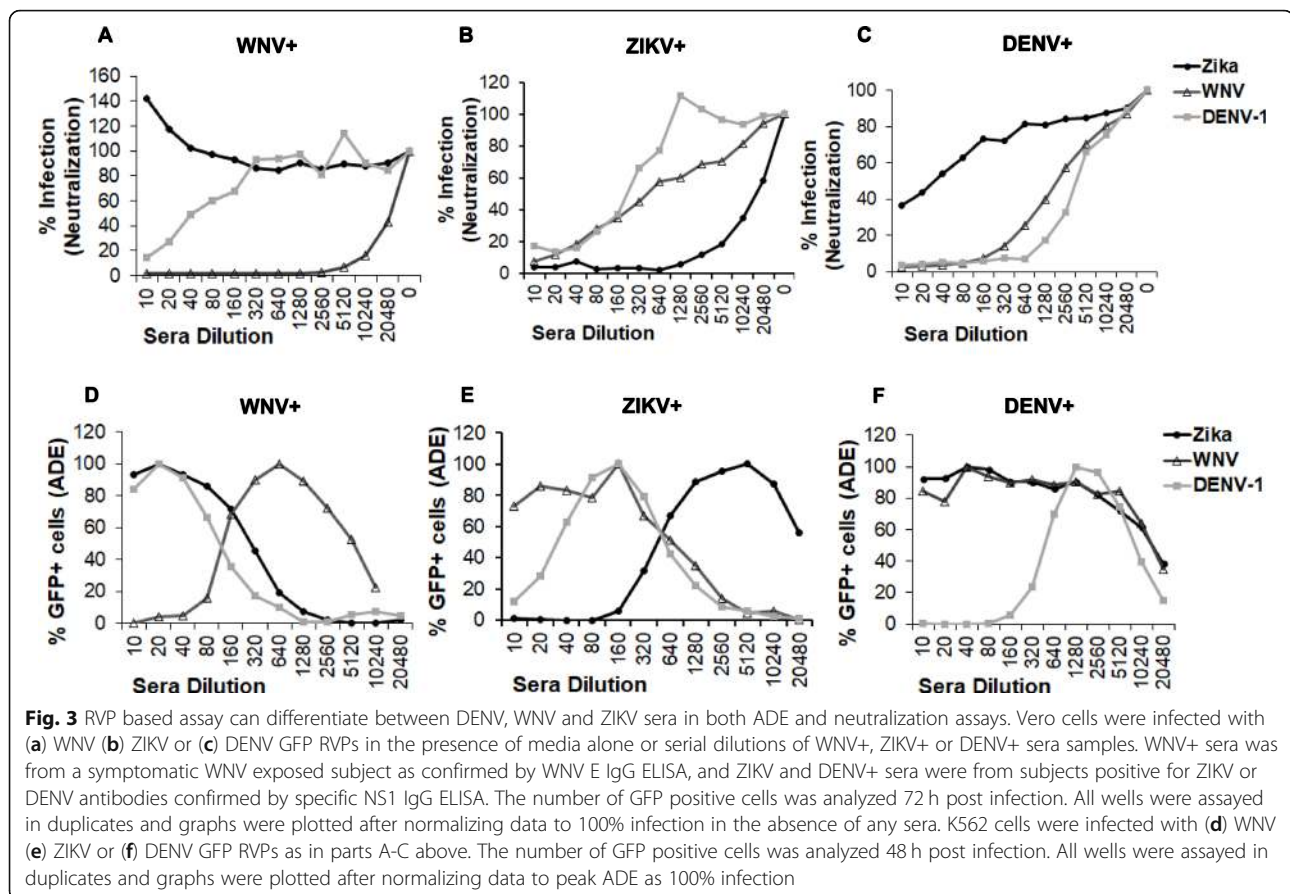 A WNV+
B ZIKV+
C DENV+
% Infection (Neutralization)
160
140
120
100
80
60
40
20
0
10 20 40 80 160 320 640 1280 2560 5120 10240 20480 0
Sera Dilution
% Infection (Neutralization)
120
100
80
60
40
20
0
10 20 40 80 160 320 640 1280 2560 5120 10240 20480 0
Sera Dilution
% Infection (Neutralization)
100
80
60
40
20
0
10 20 40 80 160 320 640 1280 2560 5120 10240 20480 0
Sera Dilution
Zika
WNV
DENV-1
D WNV+
E ZIKV+
F DENV+
% GFP+ cells (ADE)
120
100
80
60
40
20
0
10 20 40 80 160 320 640 1280 2560 5120 10240 20480
Sera Dilution
% GFP+ cells (ADE)
120
100
80
60
40
20
0
10 20 40 80 160 320 640 1280 2560 5120 10240 20480
Sera Dilution
% GFP+ cells (ADE)
120
100
80
60
40
20
0
10 20 40 80 160 320 640 1280 2560 5120 10240 20480
Sera Dilution
Zika
WNV
DENV-1
Fig. 3 RVP based assay can differentiate between DENV, WNV and ZIKV sera in both ADE and neutralization assays. Vero cells were infected with
(a) WNV (b) ZIKV or (c) DENV GFP RVPs in the presence of media alone or serial dilutions of WNV+, ZIKV+ or DENV+ sera samples. WNV+ sera was
from a symptomatic WNV exposed subject as confirmed by WNV E IgG ELISA, and ZIKV and DENV+ sera were from subjects positive for ZIKV or
DENV antibodies confirmed by specific NS1 IgG ELISA. The number of GFP positive cells was analyzed 72 h post infection. All wells were assayed
in duplicates and graphs were plotted after normalizing data to 100% infection in the absence of any sera. K562 cells were infected with (d) WNV
(e) ZIKV or (f) DENV GFP RVPs as in parts A-C above. The number of GFP positive cells was analyzed 48 h post infection. All wells were assayed in
duplicates and graphs were plotted after normalizing data to peak ADE as 100% infection